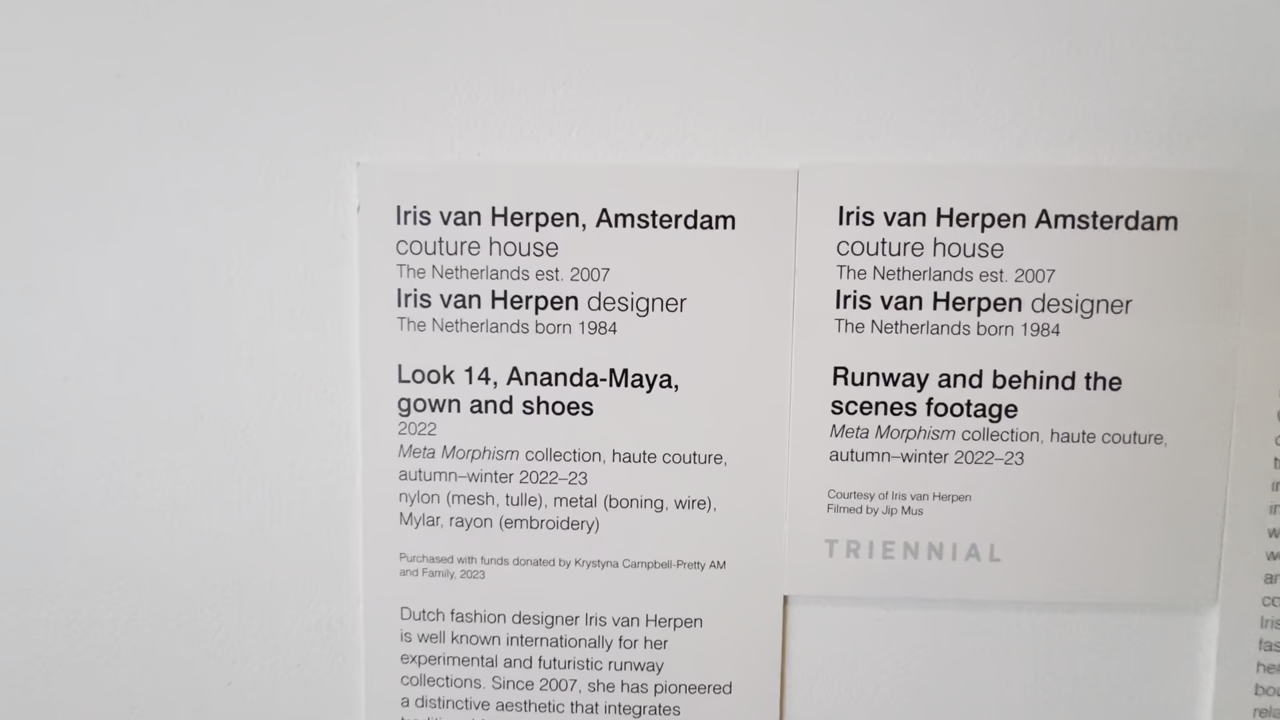 Iris van Herpen, Amsterdam
couture house
The Netherlands est. 2007
Iris van Herpen designer
The Netherlands born 1984
Look 14, Ananda-Maya,
gown and shoes
2022
Meta Morphism collection, haute couture,
autumn–winter 2022–23
nylon (mesh, tulle), metal (boning, wire),
Mylar, rayon (embroidery)
Purchased with funds donated by Krystyna Campbell-Pretty AM
and Family, 2023
Dutch fashion designer Iris van Herpen
is well known internationally for her
experimental and futuristic runway
collections. Since 2007, she has pioneered
a distinctive aesthetic that integrates
Iris van Herpen Amsterdam
couture house
The Netherlands est. 2007
Iris van Herpen designer
The Netherlands born 1984
Runway and behind the
scenes footage
Meta Morphism collection, haute couture,
autumn–winter 2022–23
Courtesy of Iris van Herpen
Filmed by Jip Mus
TRIENNIAL